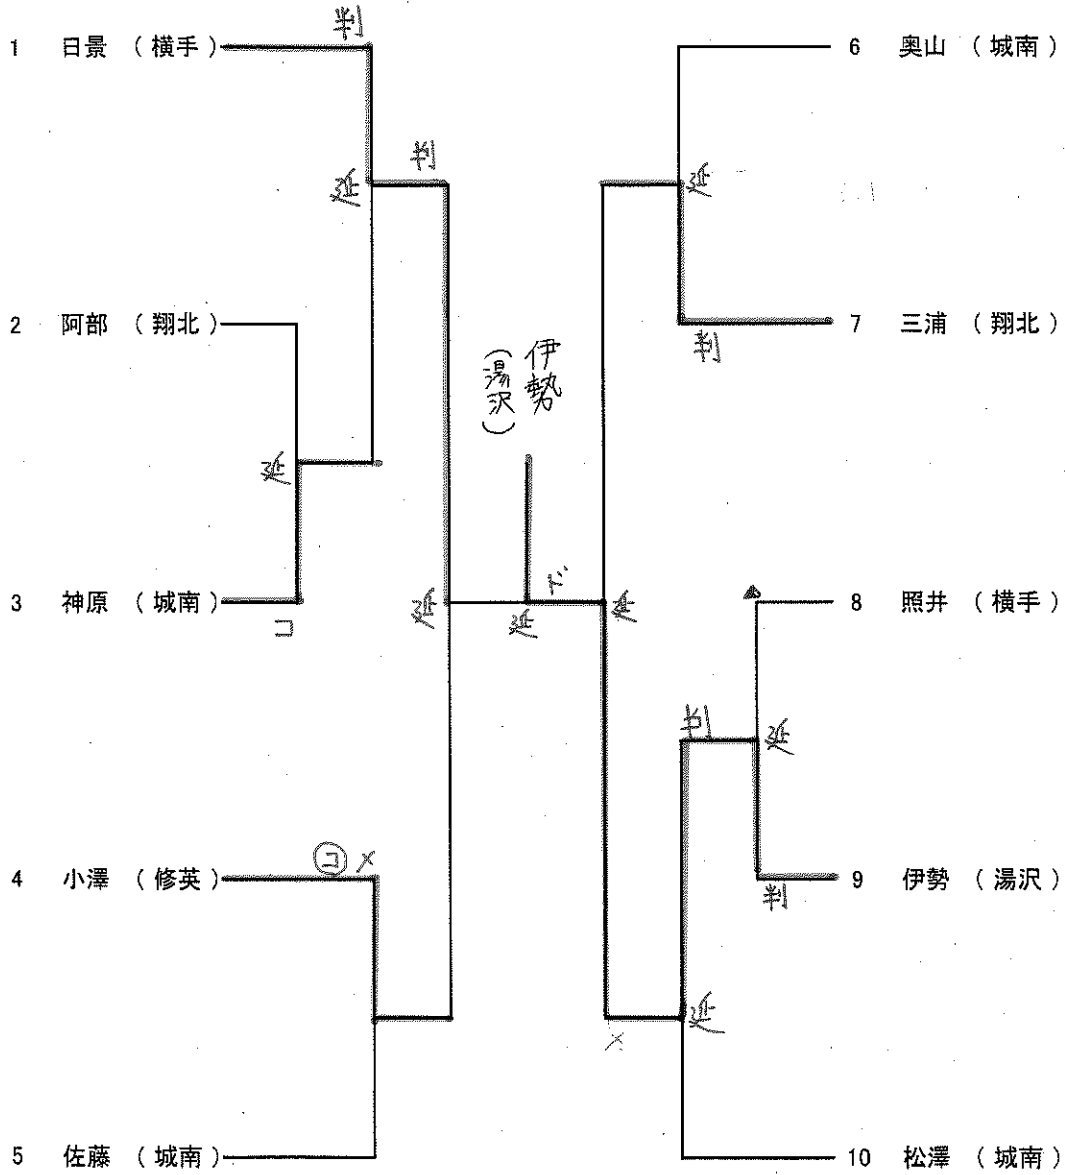 1 日景 （ 横手 ）
判
延
判
2 阿部 （ 翔北 ）
延
3 神原 （ 城南 ）
コ
延
4 小澤 （ 修英 ）
コ メ
5 佐藤 （ 城南 ）
伊勢
（湯沢）
ド
延
6 奥山 （ 城南 ）
延
7 三浦 （ 翔北 ）
判
延
8 照井 （ 横手 ）
▲
判
延
9 伊勢 （ 湯沢 ）
判
延
メ
10 松澤 （ 城南 ）